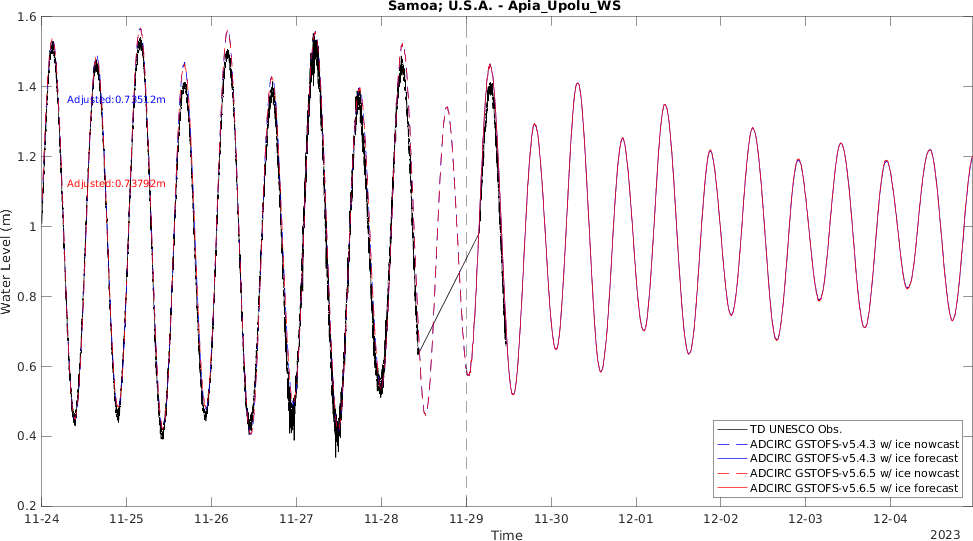 Samoa; U.S.A. - Apia_Upolu_WS
1.6
1.4
1.2
1
0.8
0.6
0.4
0.2
Water Level (m)
Adjusted:0.73512m
Adjusted:0.73792m
TD UNESCO Obs.
ADCIRC GSTOFS-v5.4.3 w/ ice nowcast
ADCIRC GSTOFS-v5.4.3 w/ ice forecast
ADCIRC GSTOFS-v5.6.5 w/ ice nowcast
ADCIRC GSTOFS-v5.6.5 w/ ice forecast
11-24 11-25 11-26 11-27 11-28 11-29 11-30 12-01 12-02 12-03 12-04
Time
2023